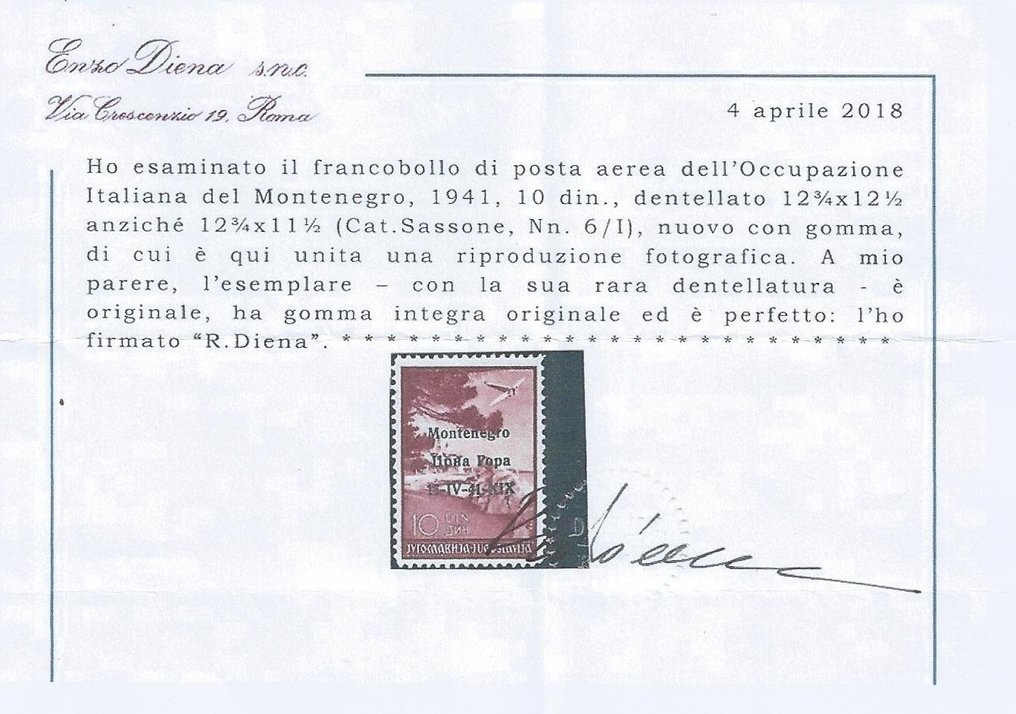 Enzo Diena s.n.c.
Via Crescenzio 19, Roma
4 aprile 2018
Ho esaminato il francobollo di posta aerea dell'Occupazione
Italiana del Montenegro, 1941, 10 din., dentellato 12¾x12½
anziché 12¾x11½ (Cat.Sassone, Nn. 6/I), nuovo con gomma,
di cui è qui unita una riproduzione fotografica. A mio
parere, l'esemplare – con la sua rara dentellatura - è
originale, ha gomma integra originale ed è perfetto: l'ho
firmato "R.Diena". * * * * * * * * * * * * * * * * * * * * * * * * *
Montenegro
Црна Гора
-IV-41-XIX
10 DIN
ДИН
ЈУГОСЛАВИЈА-JUGOSLAVIJA